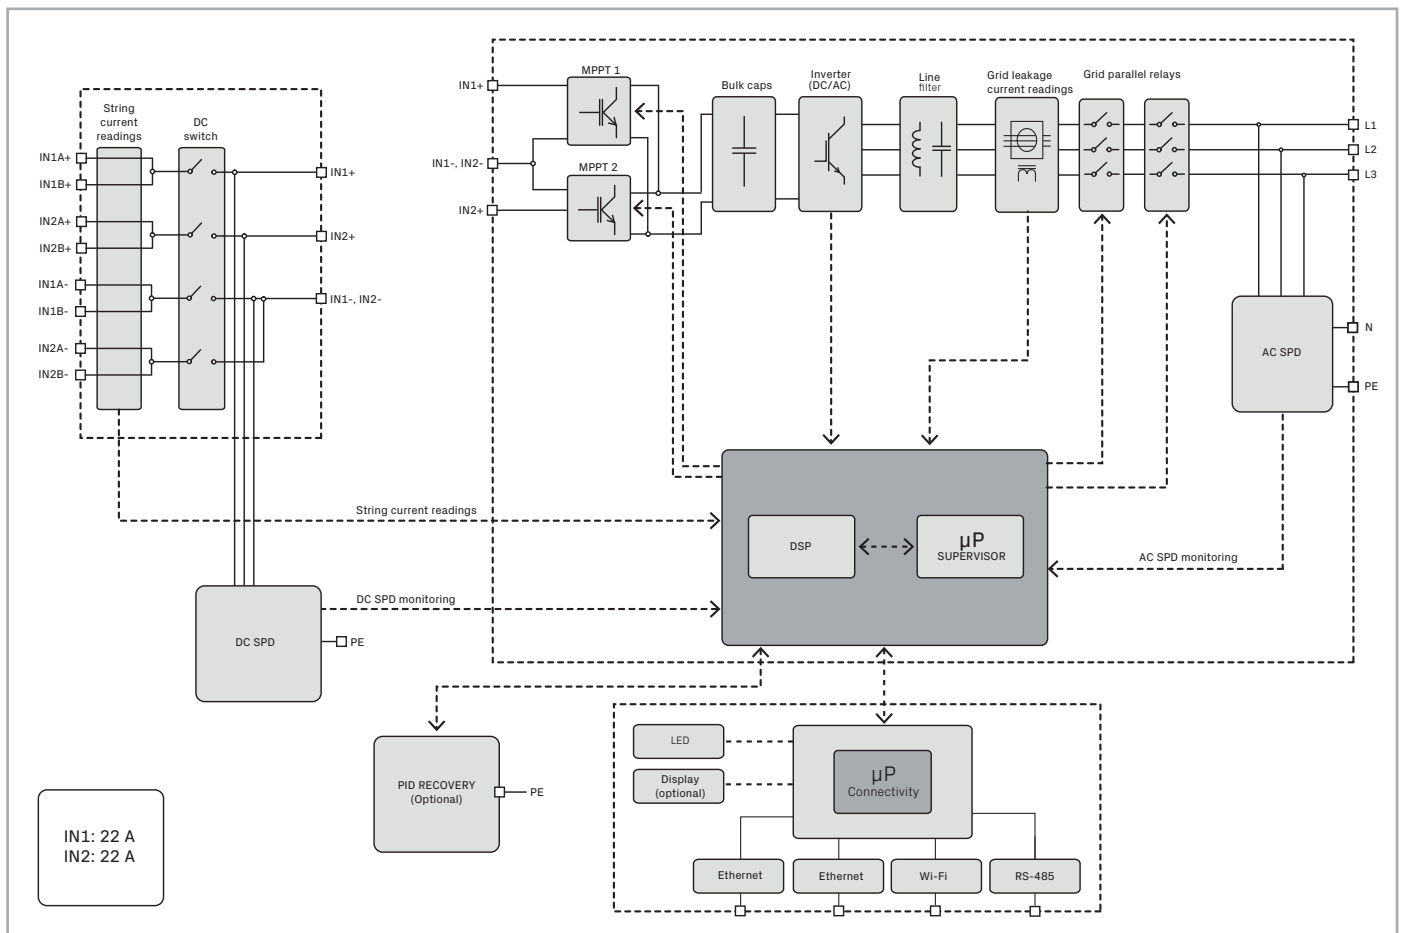 String
current
readings
DC
switch
IN1A+
IN1B+
IN2A+
IN2B+
IN1A-
IN1B-
IN2A-
IN2B-
IN1+
IN2+
IN1-, IN2-
IN1+
IN1-, IN2-
IN2+
MPPT 1
MPPT 2
Bulk caps
Inverter
(DC/AC)
Line
filter
Grid leakage
current readings
Grid parallel relays
L1
L2
L3
AC SPD
N
PE
String current readings
DSP
µP
SUPERVISOR
AC SPD monitoring
DC SPD monitoring
DC SPD
PE
PID RECOVERY
(Optional)
PE
LED
Display
(optional)
µP
Connectivity
Ethernet
Ethernet
Wi-Fi
RS-485
IN1: 22 A
IN2: 22 A